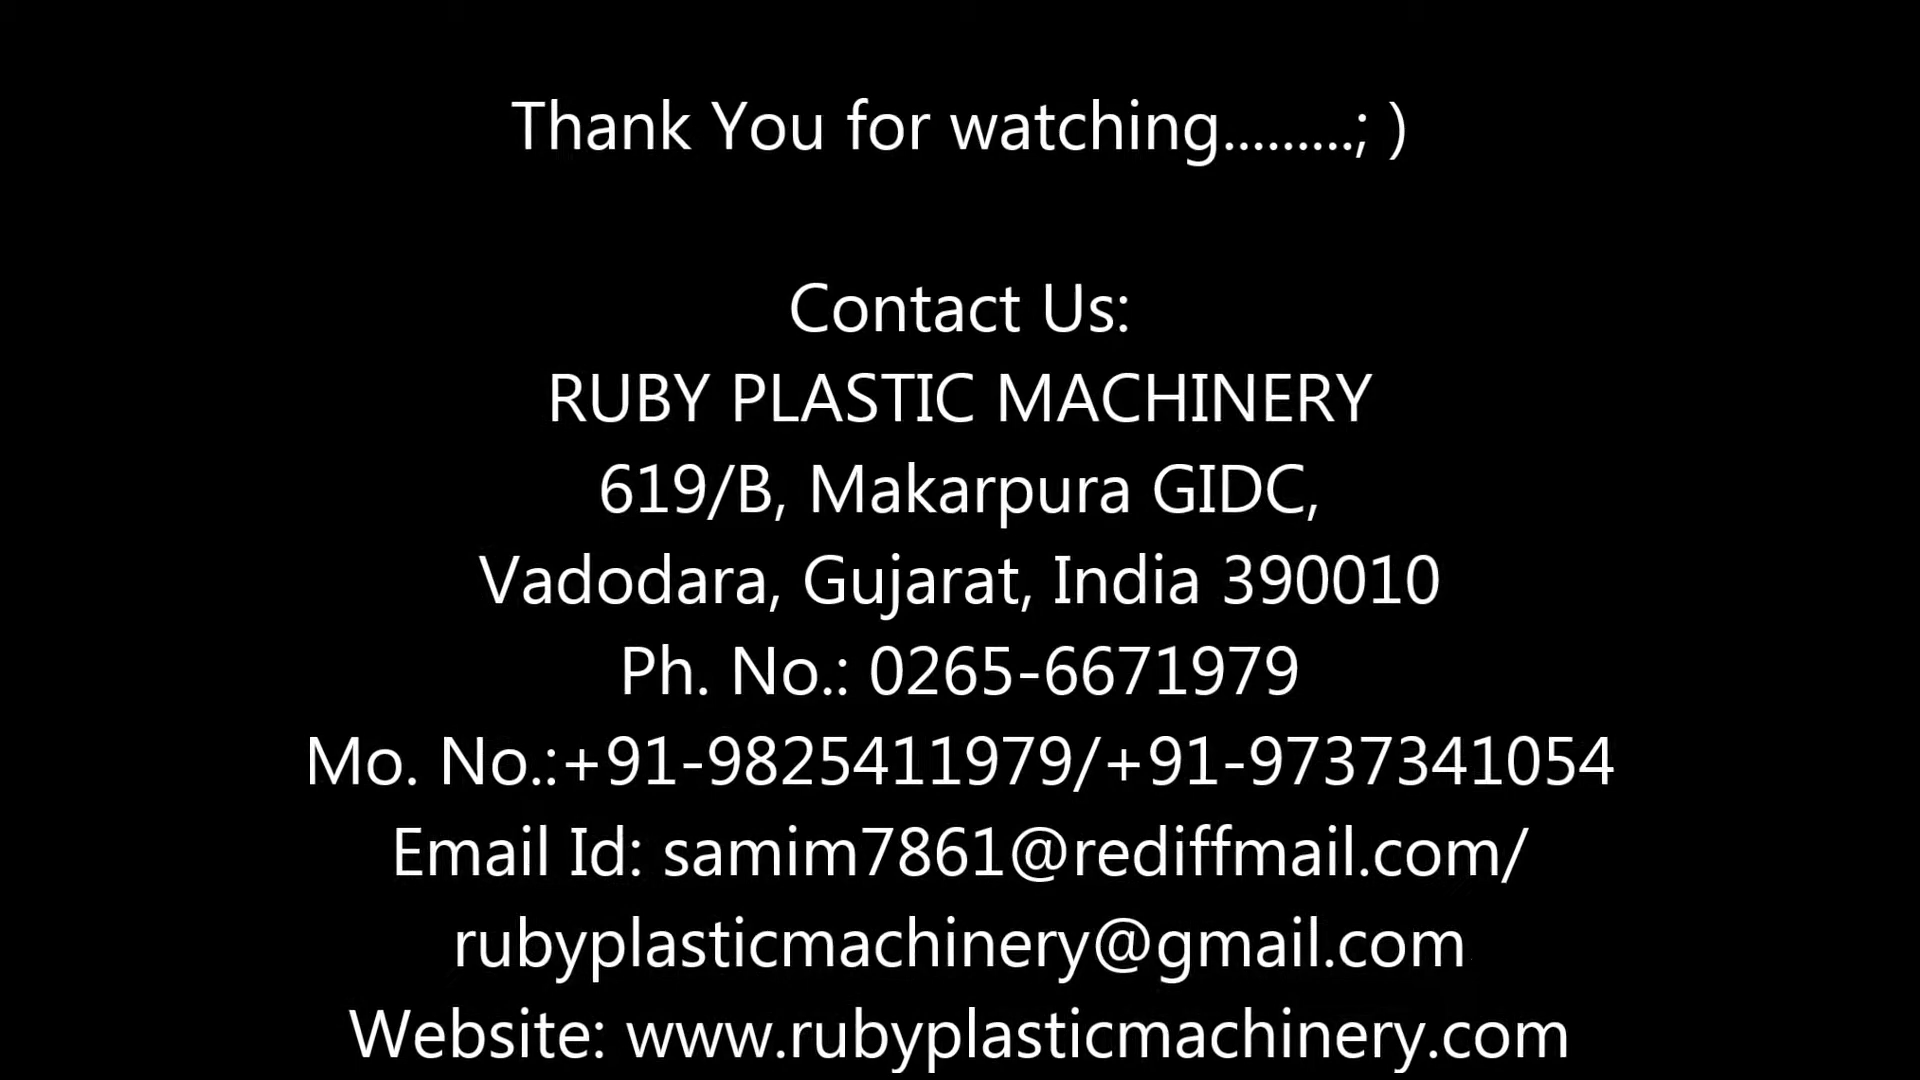 Thank You for watching.........; )
Contact Us:
RUBY PLASTIC MACHINERY
619/B, Makarpura GIDC,
Vadodara, Gujarat, India 390010
Ph. No.: 0265-6671979
Mo. No.:+91-9825411979/+91-9737341054
Email Id: samim7861@rediffmail.com/
rubyplasticmachinery@gmail.com
Website: www.rubyplasticmachinery.com